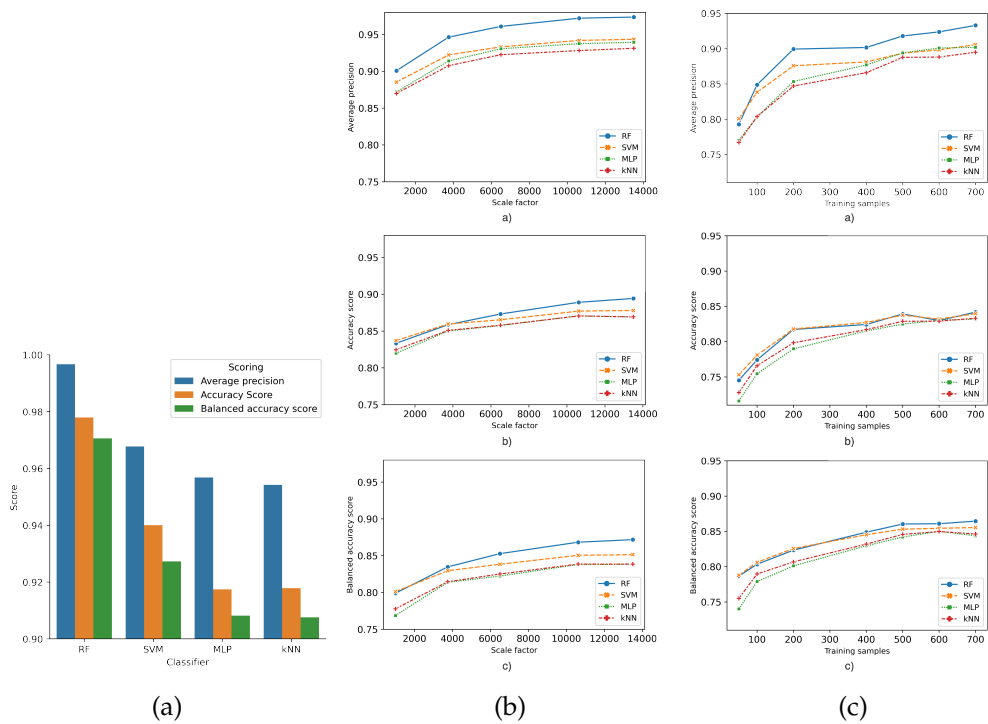 1.00
0.98
0.96
0.94
0.92
0.90
Score
Scoring
Average precision
Accuracy Score
Balanced accuracy score
RF SVM MLP kNN
Classifier
(a)
0.95
0.90
0.85
0.80
0.75
Average precision
RF
SVM
MLP
kNN
2000 4000 6000 8000 10000 12000 14000
Scale factor
a)
0.95
0.90
0.85
0.80
0.75
Accuracy score
RF
SVM
MLP
kNN
2000 4000 6000 8000 10000 12000 14000
Scale factor
b)
0.95
0.90
0.85
0.80
0.75
Balanced accuracy score
RF
SVM
MLP
kNN
2000 4000 6000 8000 10000 12000 14000
Scale factor
c)
(b)
0.95
0.90
0.85
0.80
0.75
Average precision
RF
SVM
MLP
kNN
100 200 300 400 500 600 700
Training samples
a)
0.95
0.90
0.85
0.80
0.75
Accuracy score
RF
SVM
MLP
kNN
100 200 300 400 500 600 700
Training samples
b)
0.95
0.90
0.85
0.80
0.75
Balanced accuracy score
RF
SVM
MLP
kNN
100 200 300 400 500 600 700
Training samples
c)
(c)